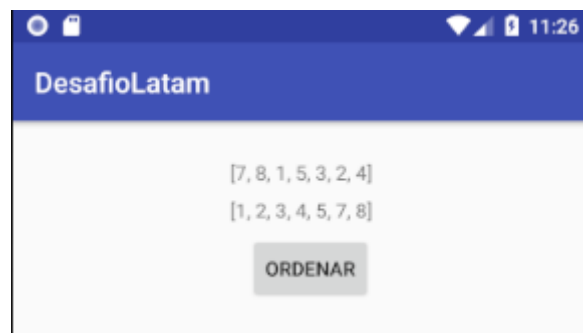 11:26
DesafioLatam
[7, 8, 1, 5, 3, 2, 4]
[1, 2, 3, 4, 5, 7, 8]
ORDENAR